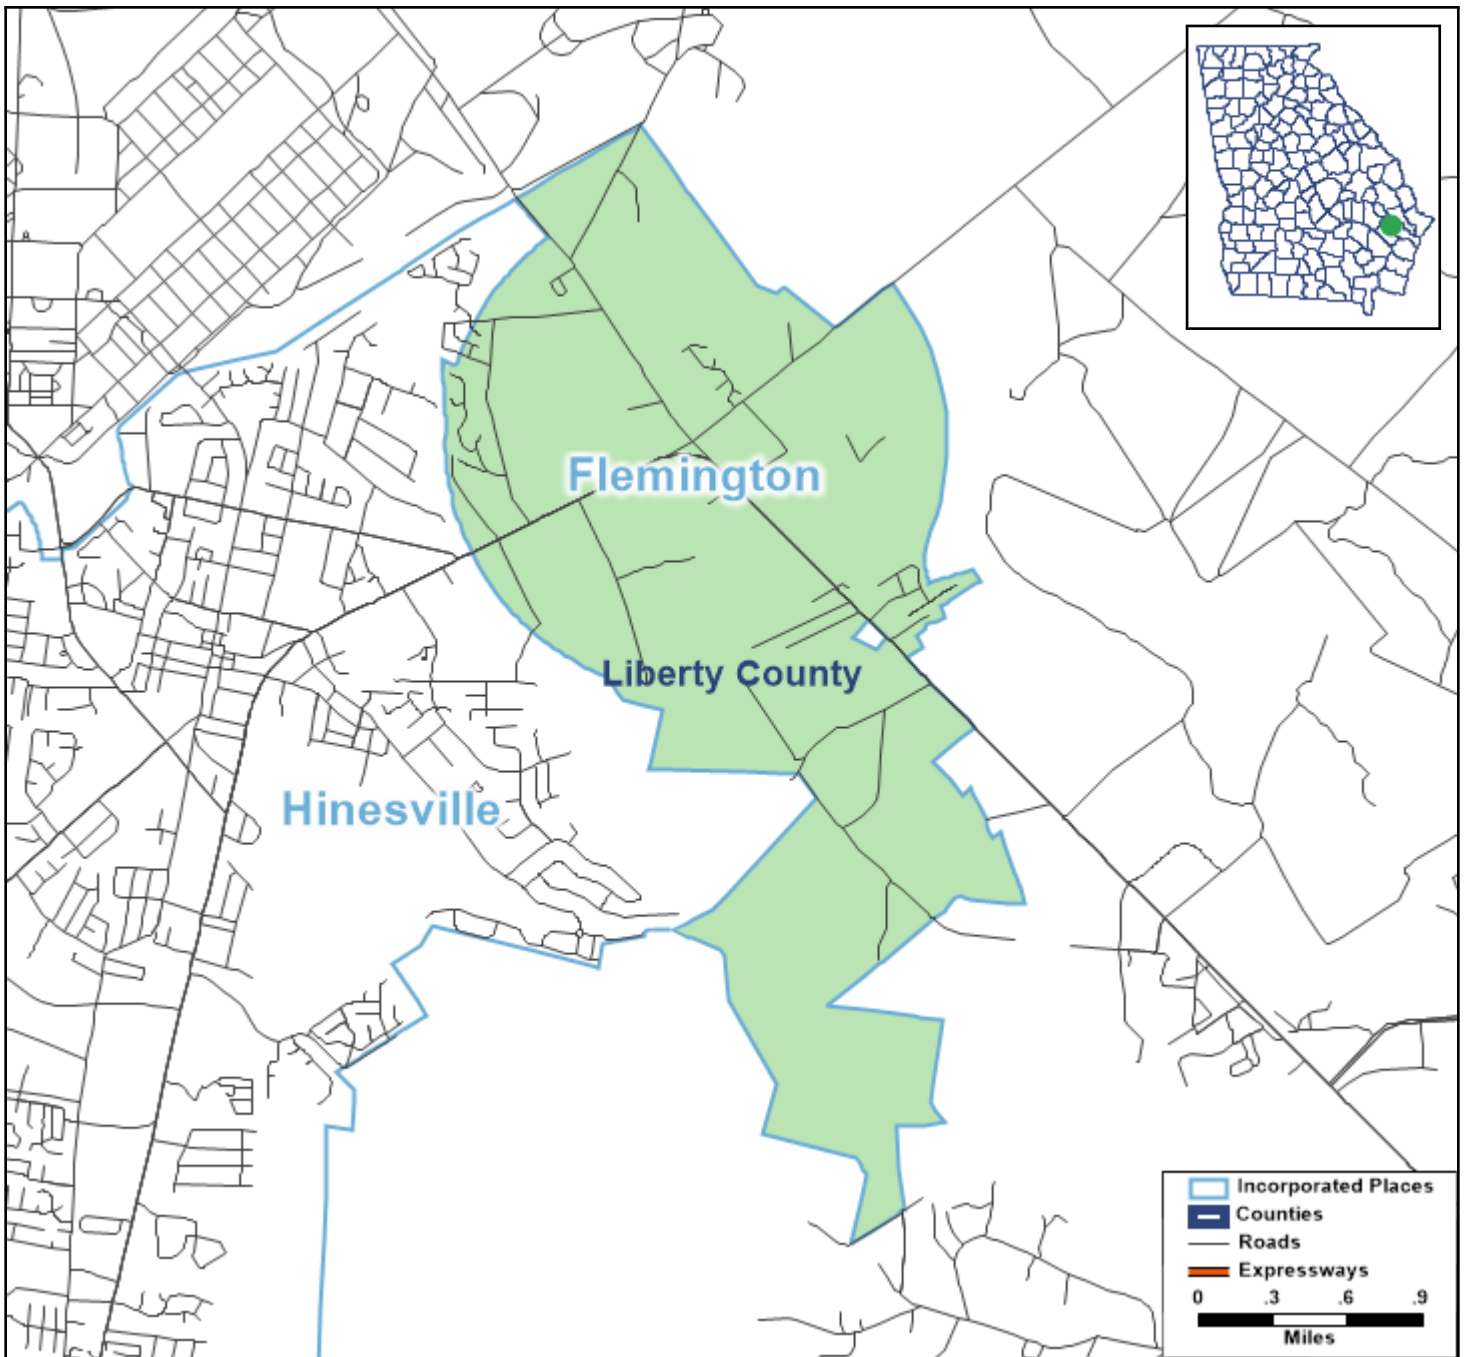 Flemington
Liberty County
Hinesville
Incorporated Places
Counties
Roads
Expressways
0 .3 .6 .9
Miles